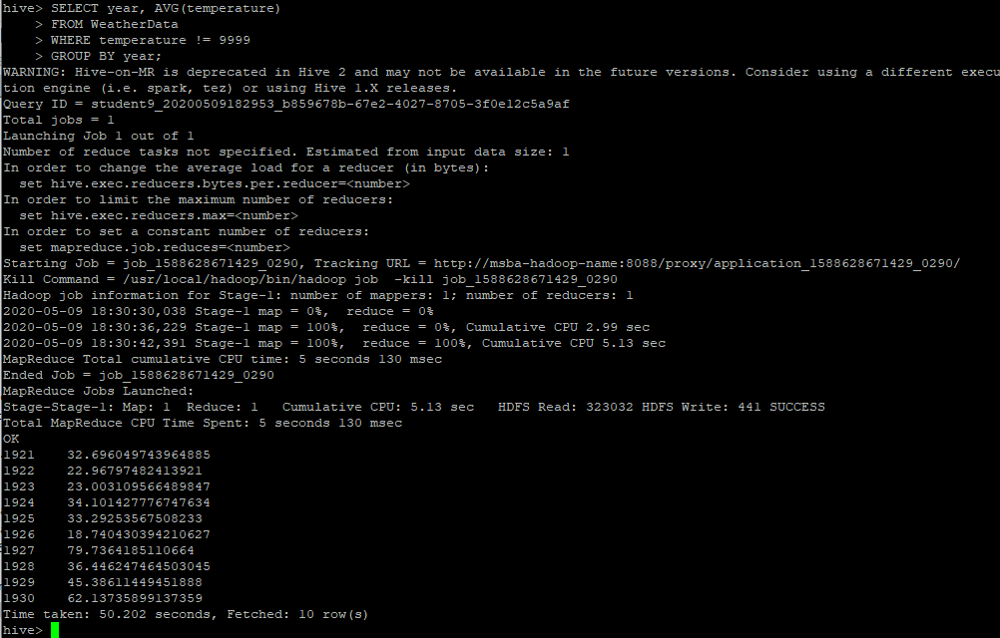 hive> SELECT year, AVG(temperature)
    > FROM WeatherData
    > WHERE temperature != 9999
    > GROUP BY year;
WARNING: Hive-on-MR is deprecated in Hive 2 and may not be available in the future versions. Consider using a different execu
tion engine (i.e. spark, tez) or using Hive 1.X releases.
Query ID = student9_20200509182953_b859678b-67e2-4027-8705-3f0e12c5a9af
Total jobs = 1
Launching Job 1 out of 1
Number of reduce tasks not specified. Estimated from input data size: 1
In order to change the average load for a reducer (in bytes):
  set hive.exec.reducers.bytes.per.reducer=<number>
In order to limit the maximum number of reducers:
  set hive.exec.reducers.max=<number>
In order to set a constant number of reducers:
  set mapreduce.job.reduces=<number>
Starting Job = job_1588628671429_0290, Tracking URL = http://msba-hadoop-name:8088/proxy/application_1588628671429_0290/
Kill Command = /usr/local/hadoop/bin/hadoop job  -kill job_1588628671429_0290
Hadoop job information for Stage-1: number of mappers: 1; number of reducers: 1
2020-05-09 18:30:30,038 Stage-1 map = 0%,  reduce = 0%
2020-05-09 18:30:36,229 Stage-1 map = 100%,  reduce = 0%, Cumulative CPU 2.99 sec
2020-05-09 18:30:42,391 Stage-1 map = 100%,  reduce = 100%, Cumulative CPU 5.13 sec
MapReduce Total cumulative CPU time: 5 seconds 130 msec
Ended Job = job_1588628671429_0290
MapReduce Jobs Launched:
Stage-Stage-1: Map: 1  Reduce: 1   Cumulative CPU: 5.13 sec   HDFS Read: 323032 HDFS Write: 441 SUCCESS
Total MapReduce CPU Time Spent: 5 seconds 130 msec
OK
1921    32.696049743964885
1922    22.96797482413921
1923    23.003109566489847
1924    34.101427776747634
1925    33.29253567508233
1926    18.740430394210627
1927    79.7364185110664
1928    36.446247464503045
1929    45.38611449451888
1930    62.13735899137359
Time taken: 50.202 seconds, Fetched: 10 row(s)
hive>